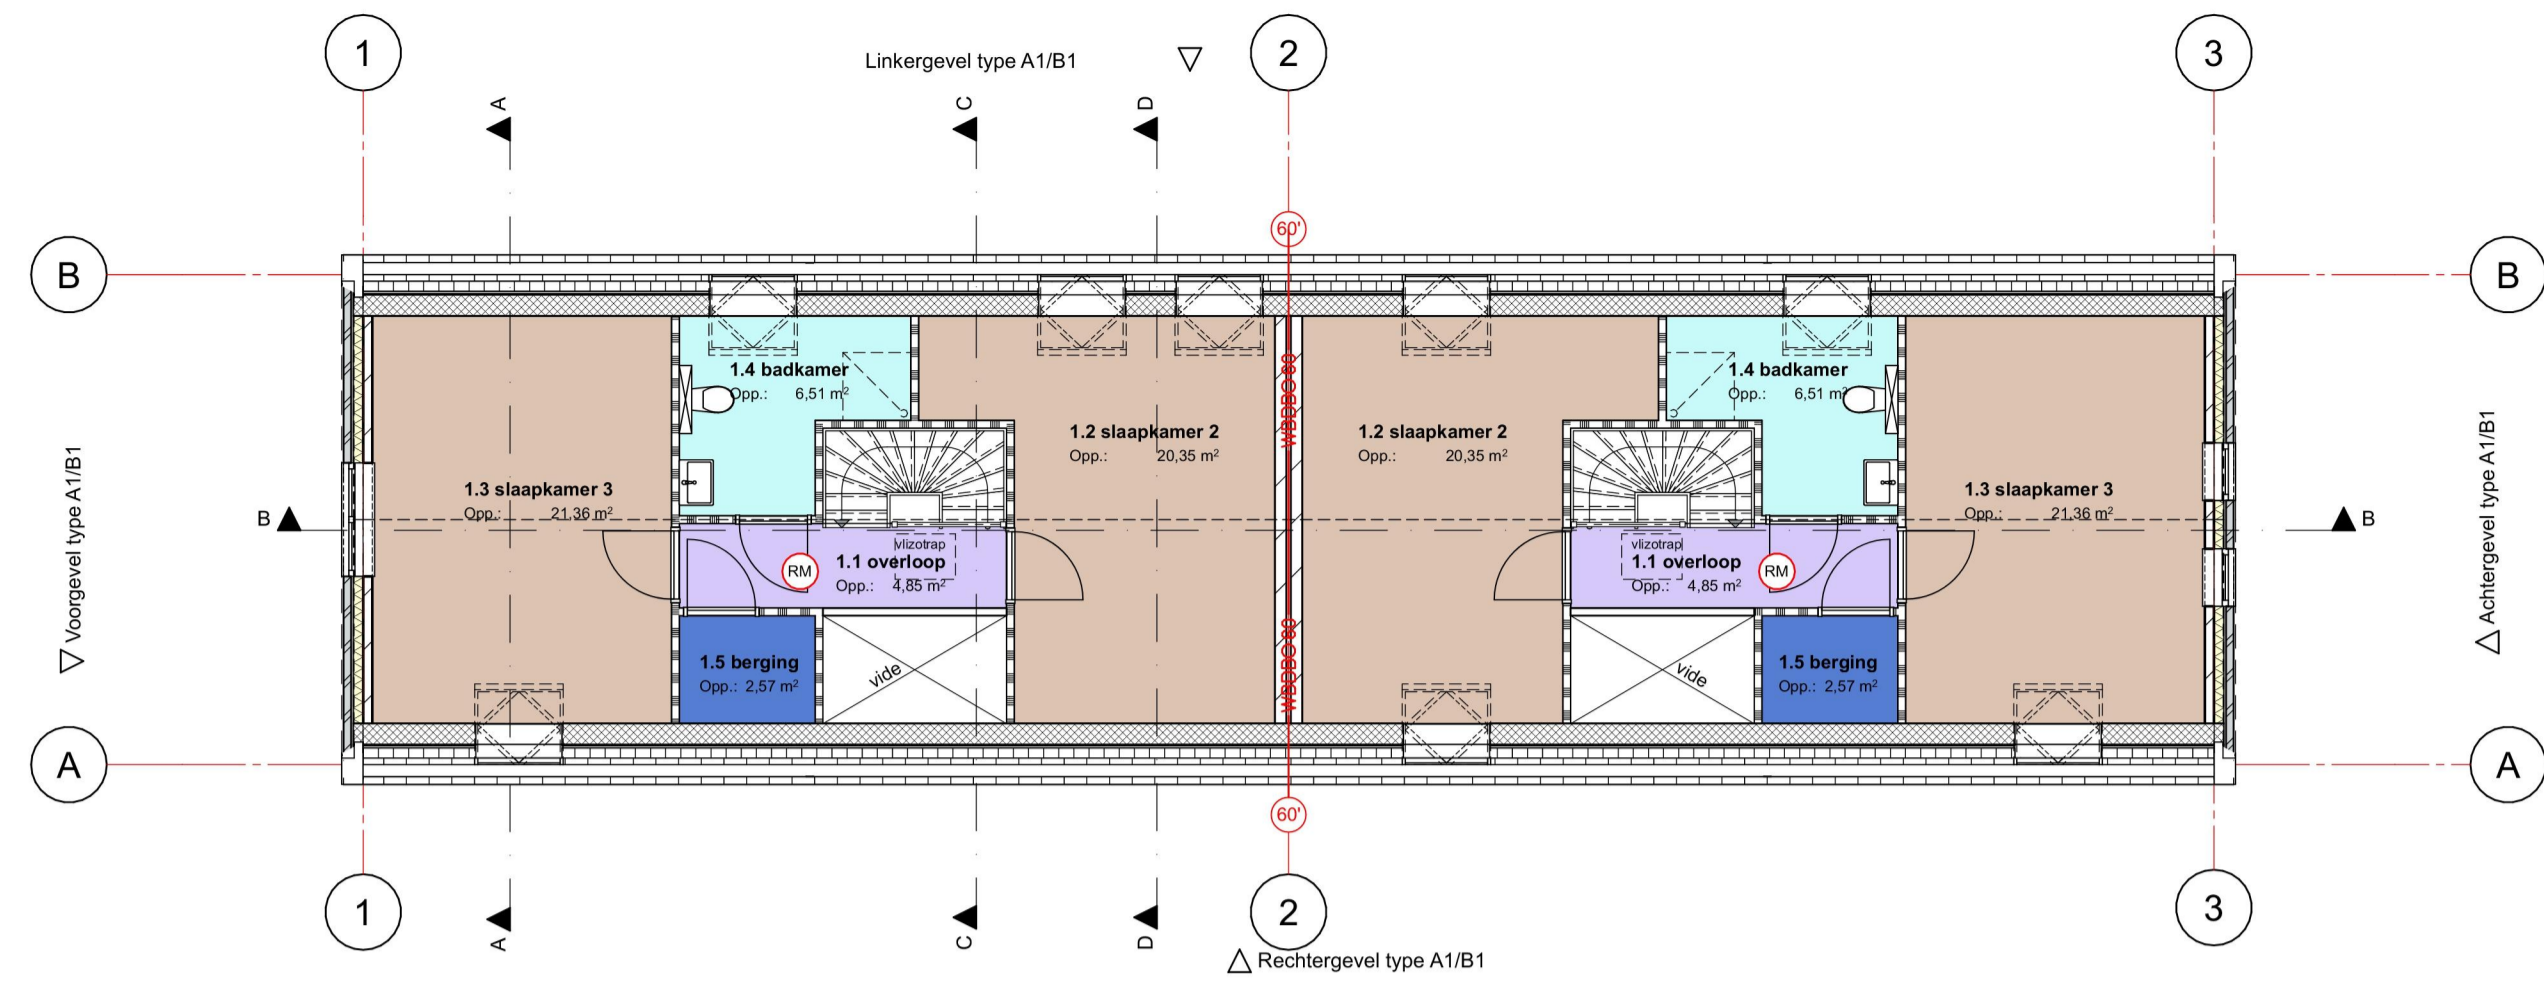 1
2
3
Linkergevel type A1/B1
A
C
D
60'
B
B
1.4 badkamer
Opp.: 6,51 m²
1.4 badkamer
Opp.: 6,51 m²
WBDBO 60
1.2 slaapkamer 2
Opp.: 20,35 m²
1.2 slaapkamer 2
Opp.: 20,35 m²
1.3 slaapkamer 3
Opp.: 21,36 m²
1.3 slaapkamer 3
Opp.: 21,36 m²
Voorgevel type A1/B1
Achtergevel type A1/B1
B
B
vlizotrap
RM
1.1 overloop
Opp.: 4,85 m²
vlizotrap
1.1 overloop
RM
Opp.: 4,85 m²
1.5 berging
Opp.: 2,57 m²
vide
WBDBO 60
vide
1.5 berging
Opp.: 2,57 m²
A
A
60'
1
2
3
A
C
D
Rechtergevel type A1/B1